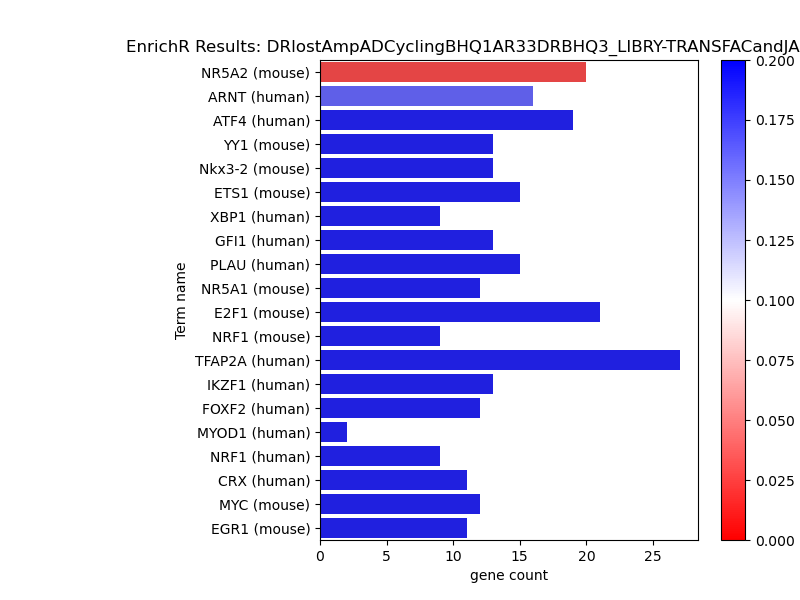 EnrichR Results: DRlostAmpADCyclingBHQ1AR33DRBHQ3_LIBRY-TRANSFACandJA
NR5A2 (mouse)
ARNT (human)
ATF4 (human)
YY1 (mouse)
Nkx3-2 (mouse)
ETS1 (mouse)
XBP1 (human)
GFI1 (human)
PLAU (human)
NR5A1 (mouse)
E2F1 (mouse)
NRF1 (mouse)
TFAP2A (human)
IKZF1 (human)
FOXF2 (human)
MYOD1 (human)
NRF1 (human)
CRX (human)
MYC (mouse)
EGR1 (mouse)
Term name
0 5 10 15 20 25
gene count
0.200
0.175
0.150
0.125
0.100
0.075
0.050
0.025
0.000